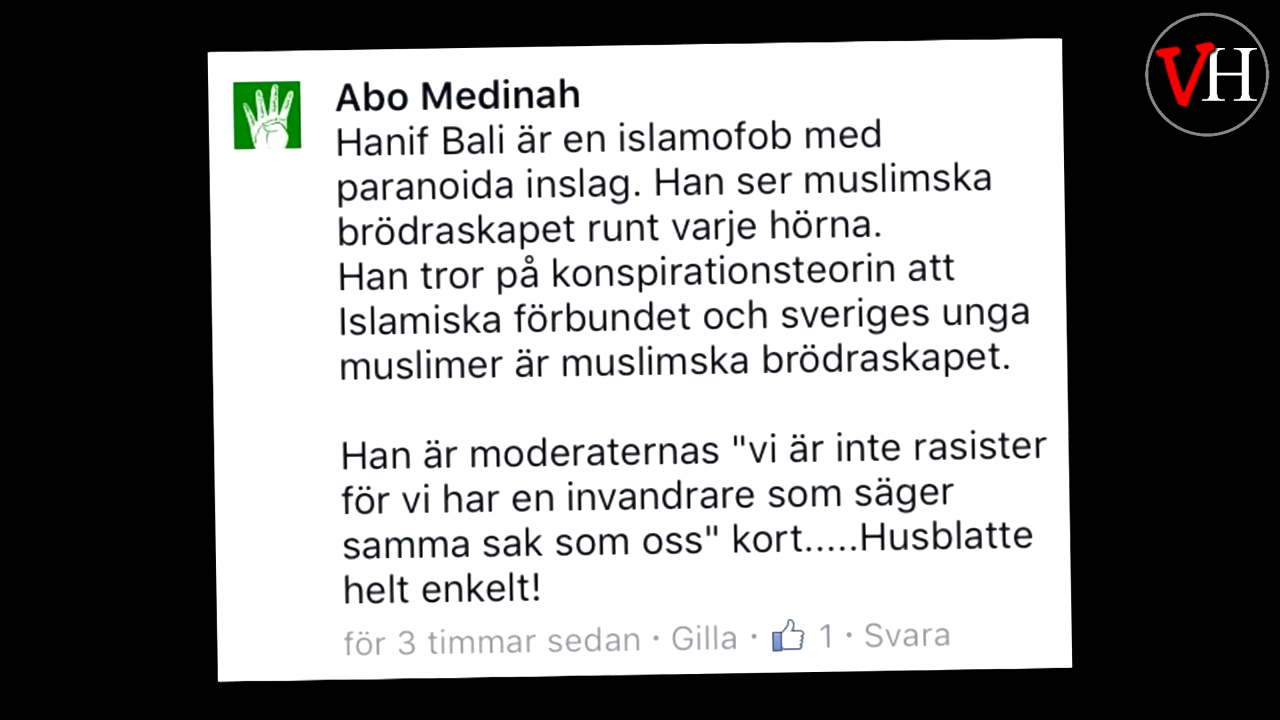 VH
Abo Medinah
Hanif Bali är en islamofob med
paranoida inslag. Han ser muslimska
brödraskapet runt varje hörna.
Han tror på konspirationsteorin att
Islamiska förbundet och sveriges unga
muslimer är muslimska brödraskapet.
Han är moderaternas "vi är inte rasister
för vi har en invandrare som säger
samma sak som oss" kort.....Husblatte
helt enkelt!
för 3 timmar sedan · Gilla · 1 · Svara